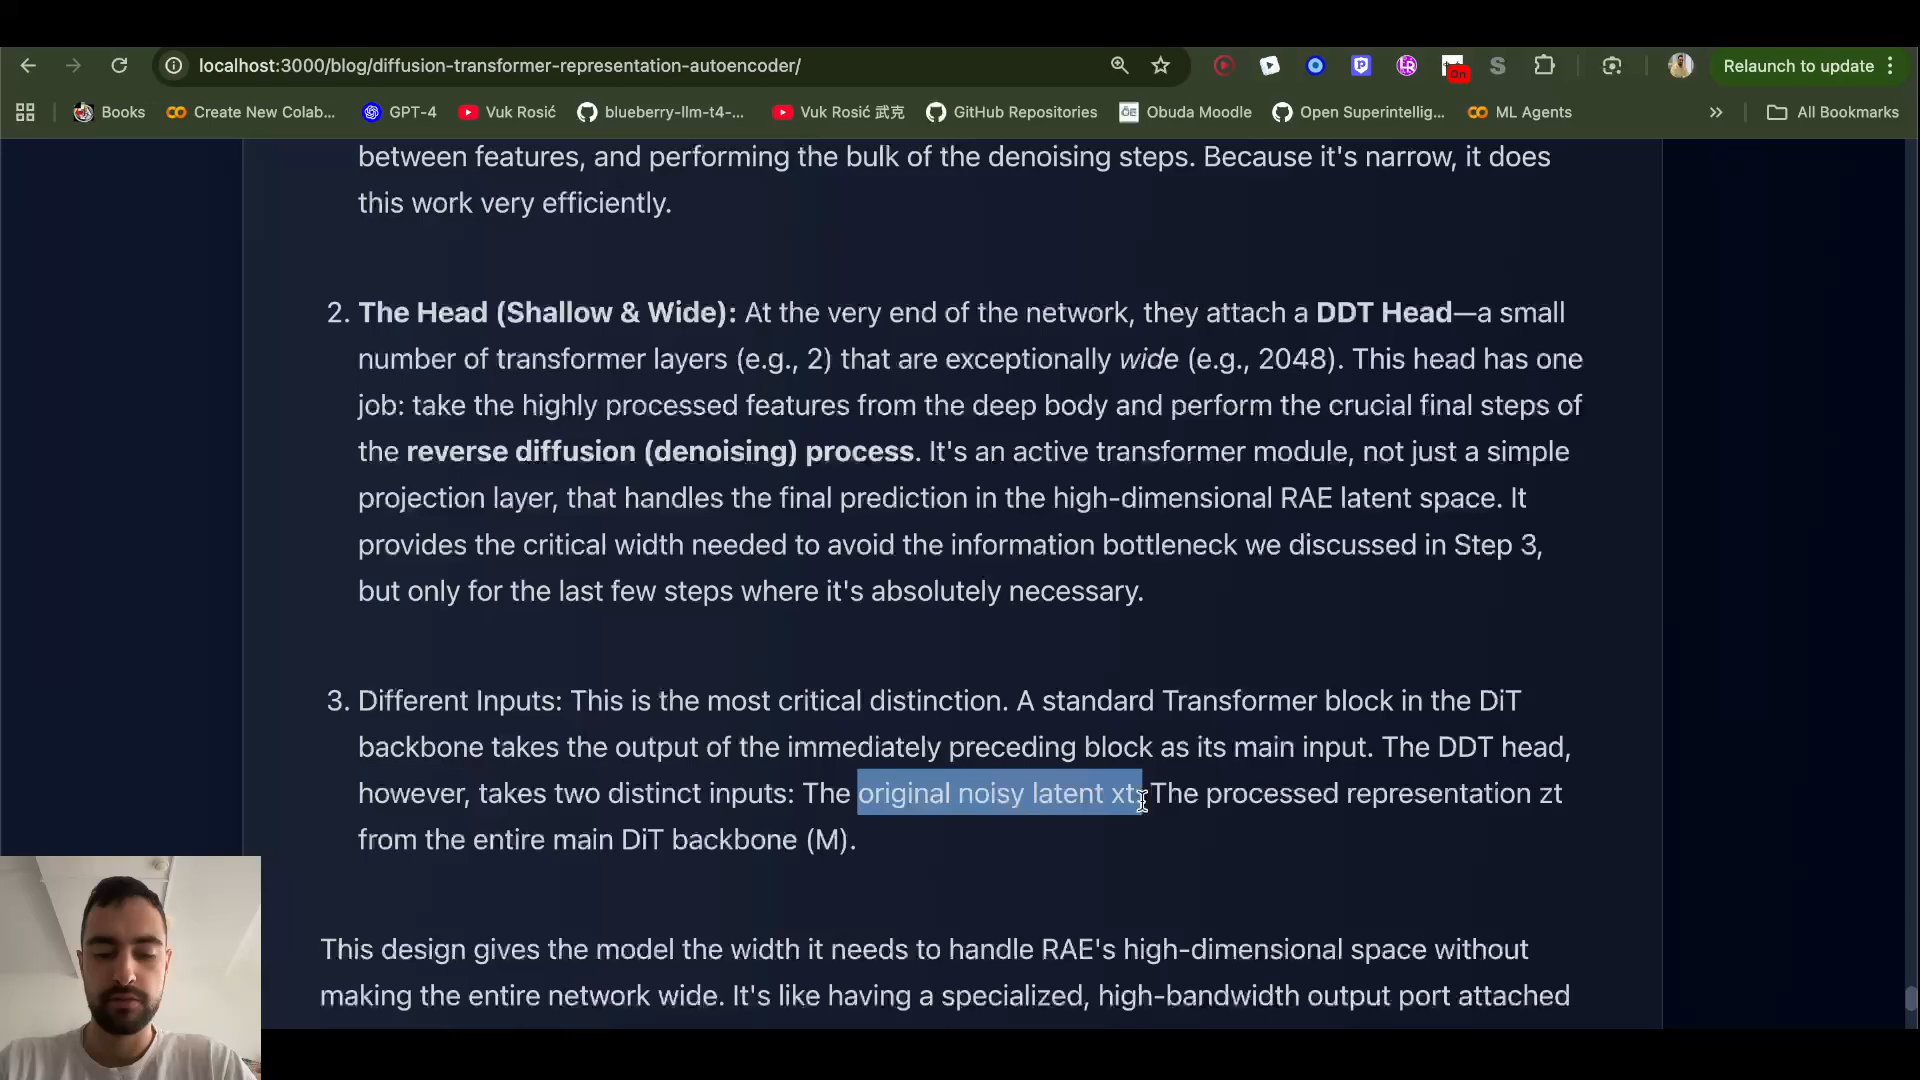 localhost:3000/blog/diffusion-transformer-representation-autoencoder/
On
Relaunch to update
Books
Create New Colab...
GPT-4
Vuk Rosić
blueberry-llm-t4-...
Vuk Rosić 武克
GitHub Repositories
Obuda Moodle
Open Superintellig...
ML Agents
All Bookmarks
between features, and performing the bulk of the denoising steps. Because it's narrow, it does
this work very efficiently.
2. The Head (Shallow & Wide): At the very end of the network, they attach a DDT Head—a small
number of transformer layers (e.g., 2) that are exceptionally wide (e.g., 2048). This head has one
job: take the highly processed features from the deep body and perform the crucial final steps of
the reverse diffusion (denoising) process. It's an active transformer module, not just a simple
projection layer, that handles the final prediction in the high-dimensional RAE latent space. It
provides the critical width needed to avoid the information bottleneck we discussed in Step 3,
but only for the last few steps where it's absolutely necessary.
3. Different Inputs: This is the most critical distinction. A standard Transformer block in the DiT
backbone takes the output of the immediately preceding block as its main input. The DDT head,
however, takes two distinct inputs: The original noisy latent xt. The processed representation zt
from the entire main DiT backbone (M).
This design gives the model the width it needs to handle RAE's high-dimensional space without
making the entire network wide. It's like having a specialized, high-bandwidth output port attached